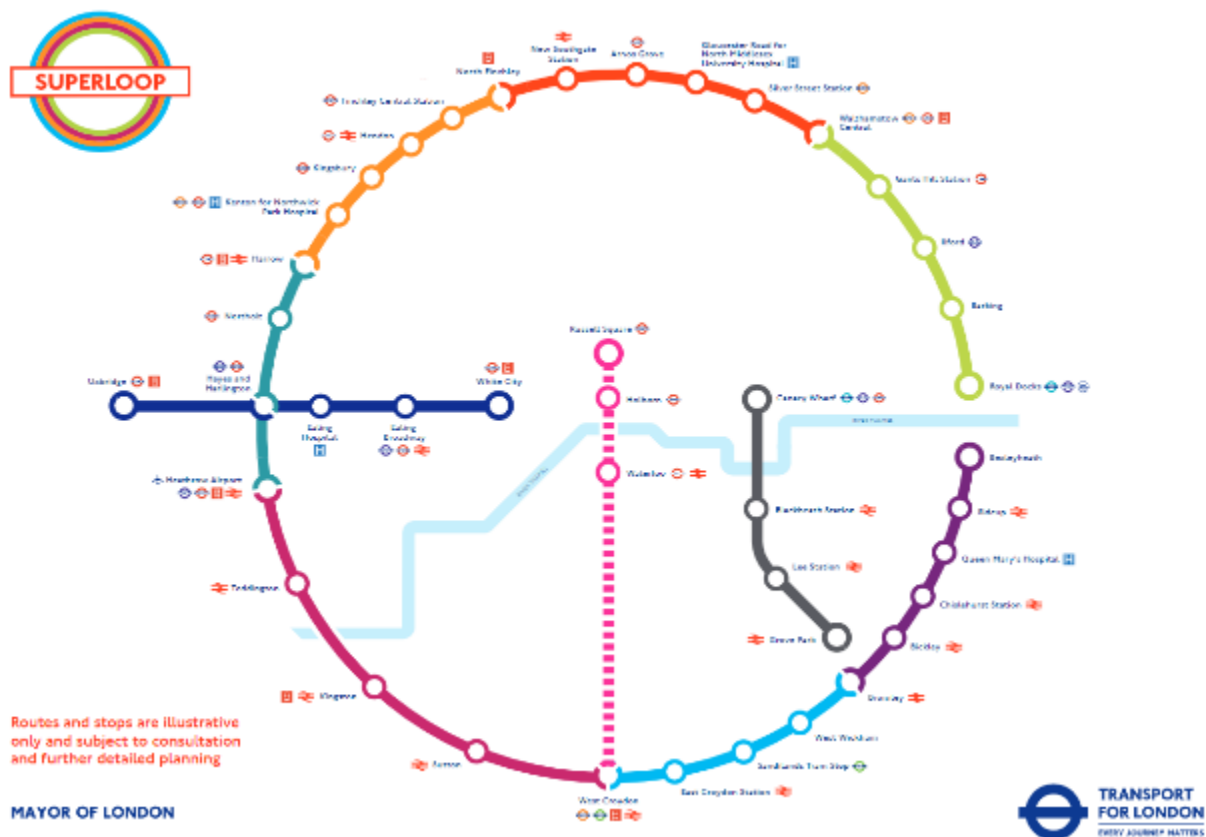 SUPERLOOP
New Southgate
Station
Arnos Grove
Gloucester Road for
North Middlesex
University Hospital
North Finchley
Finchley Central Station
Silver Street Station
Hendon
Walthamstow
Central
Kingsbury
Gants Hill Station
Kenton for Northwick
Park Hospital
Ilford
Harrow
Barking
Northolt
Russell Square
Uxbridge
Hayes and
Harlington
White City
Royal Docks
Holborn
Canary Wharf
Ealing
Hospital
Ealing
Broadway
Bexleyheath
Waterloo
Heathrow Airport
Blackheath Station
Sidcup
Queen Mary's Hospital
Lee Station
Teddington
Chislehurst Station
Grove Park
Bickley
Kingston
Bromley
West Wickham
Sutton
Sandilands Tram Stop
East Croydon Station
West Croydon
Routes and stops are illustrative
only and subject to consultation
and further detailed planning
MAYOR OF LONDON
TRANSPORT
FOR LONDON
EVERY JOURNEY MATTERS